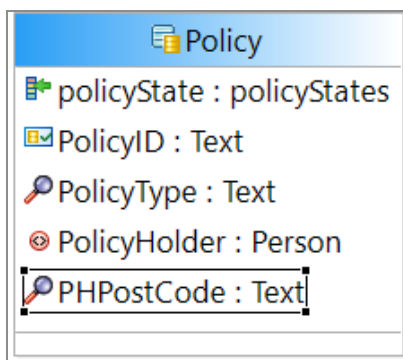 Policy
policyState : policyStates
PolicyID : Text
PolicyType : Text
PolicyHolder : Person
PHPostCode : Text